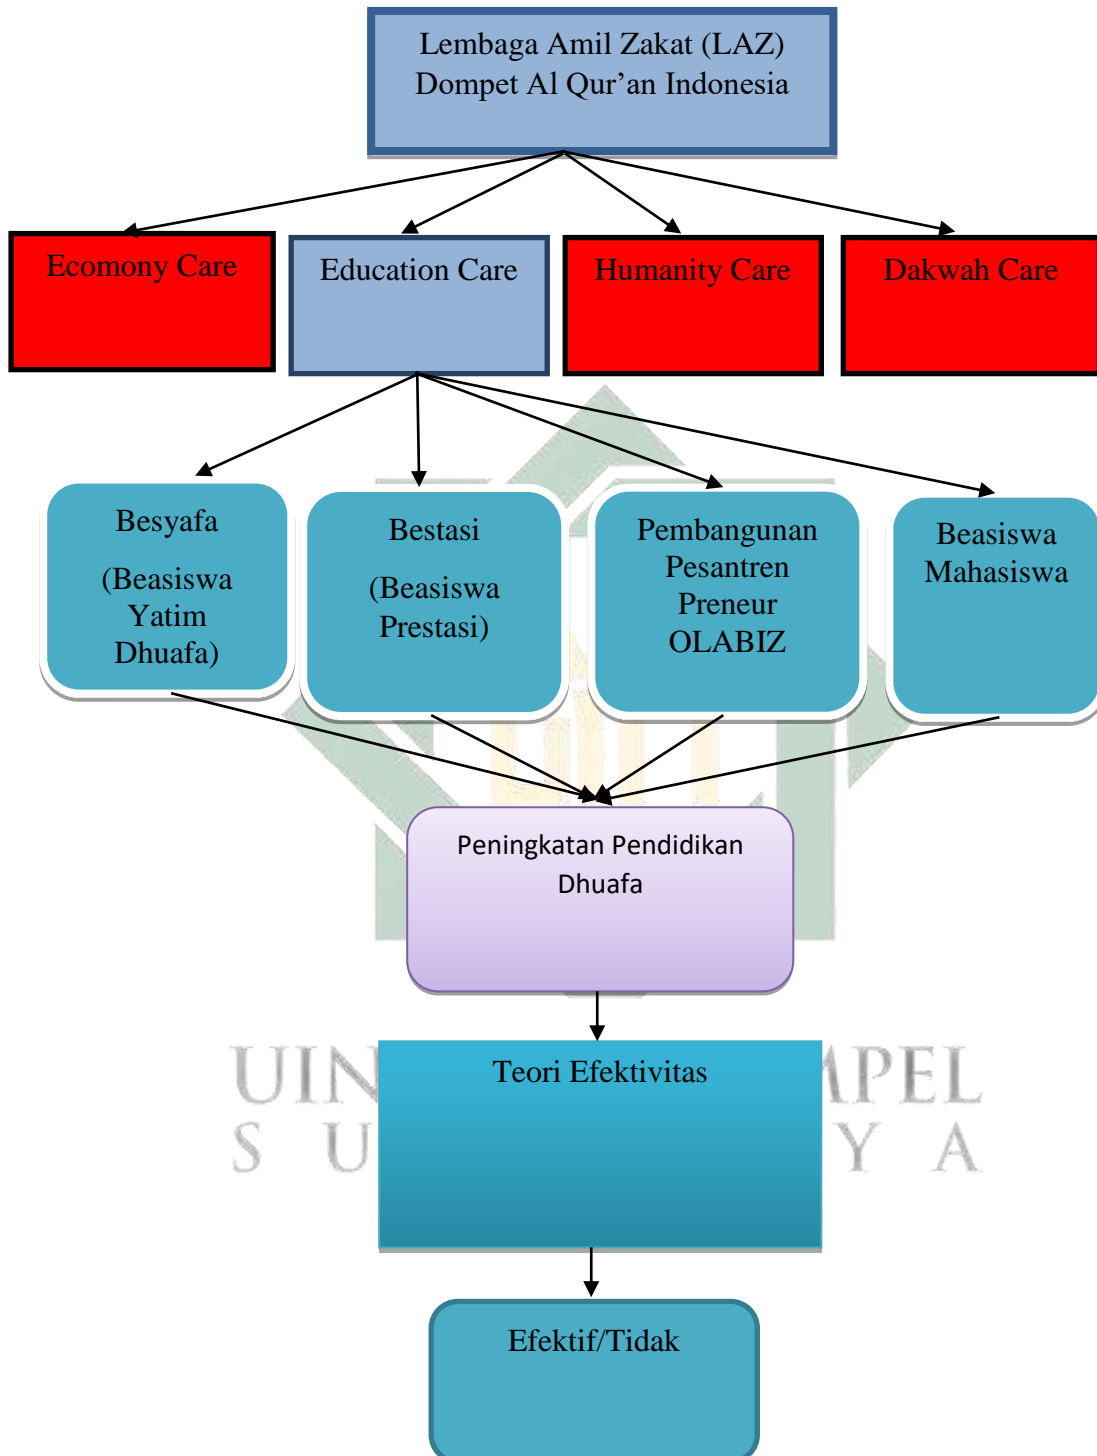 Lembaga Amil Zakat (LAZ)
Dompet Al Qur’an Indonesia
Ecomony Care
Education Care
Humanity Care
Dakwah Care
Besyafa
(Beasiswa
Yatim
Dhuafa)
Bestasi
(Beasiswa
Prestasi)
Pembangunan
Pesantren
Preneur
OLABIZ
Beasiswa
Mahasiswa
Peningkatan Pendidikan
Dhuafa
Teori Efektivitas
UIN
Efektif/Tidak